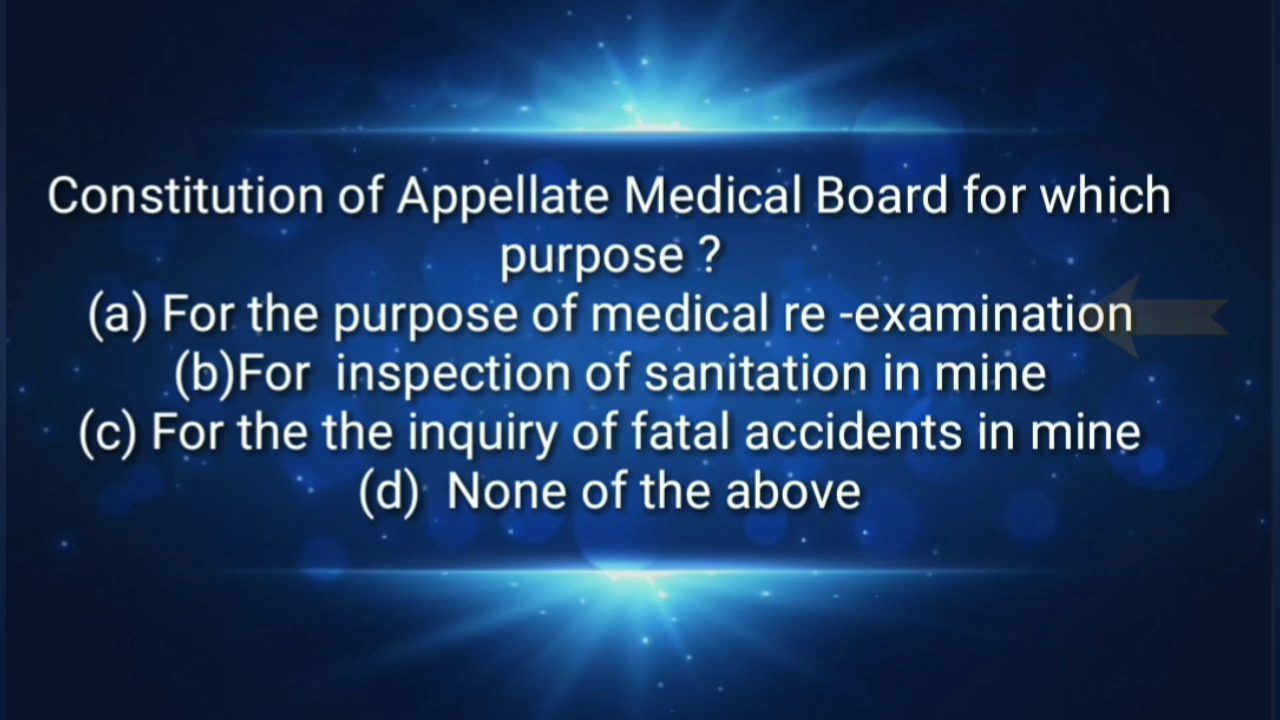 Constitution of Appellate Medical Board for which
purpose ?
(a) For the purpose of medical re -examination
(b)For  inspection of sanitation in mine
(c) For the the inquiry of fatal accidents in mine
(d)  None of the above